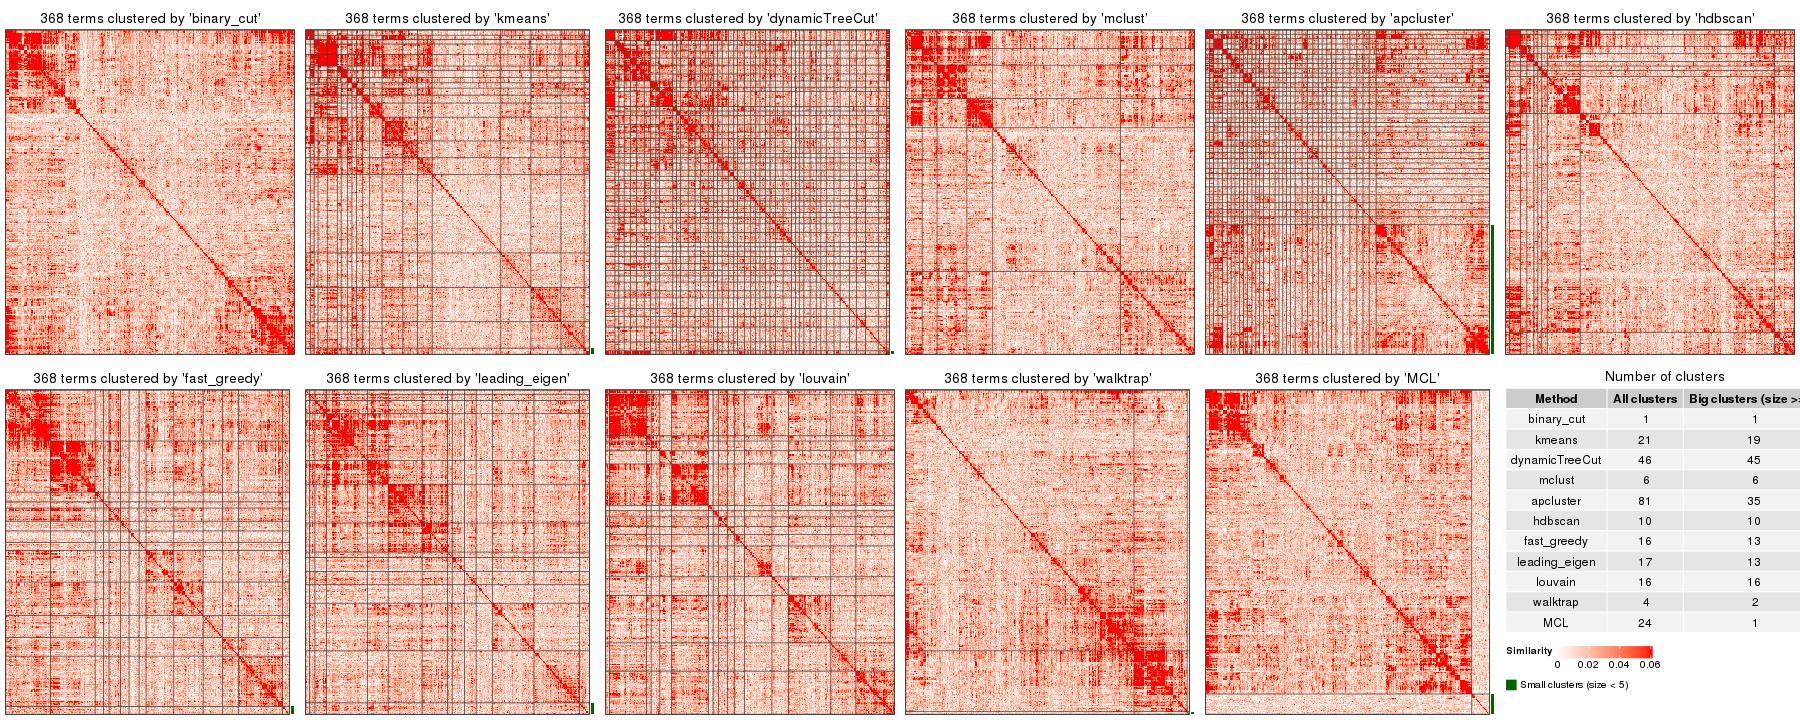 368 terms clustered by 'binary_cut'
368 terms clustered by 'kmeans'
368 terms clustered by 'dynamicTreeCut'
368 terms clustered by 'mclust'
368 terms clustered by 'apcluster'
368 terms clustered by 'hdbscan'
368 terms clustered by 'fast_greedy'
368 terms clustered by 'leading_eigen'
368 terms clustered by 'louvain'
368 terms clustered by 'walktrap'
368 terms clustered by 'MCL'
Number of clusters
Method All clusters Big clusters (size >=
binary_cut 1 1
kmeans 21 19
dynamicTreeCut 46 45
mclust 6 6
apcluster 81 35
hdbscan 10 10
fast_greedy 16 13
leading_eigen 17 13
louvain 16 16
walktrap 4 2
MCL 24 1
Similarity
0 0.02 0.04 0.06
Small clusters (size < 5)